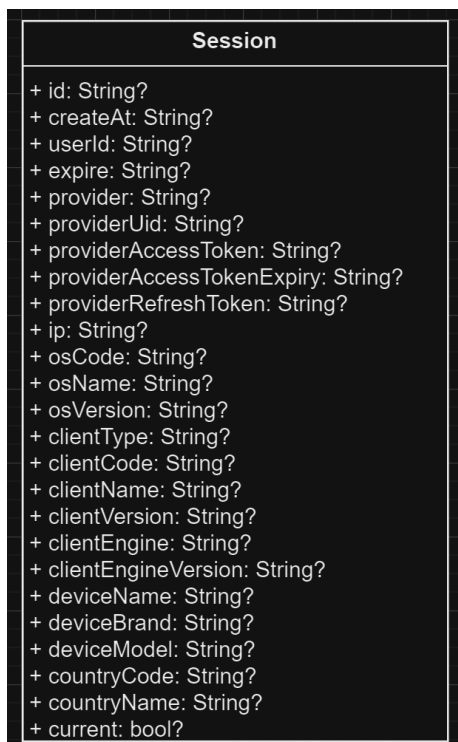 Session
+ id: String?
+ createAt: String?
+ userId: String?
+ expire: String?
+ provider: String?
+ providerUid: String?
+ providerAccessToken: String?
+ providerAccessTokenExpiry: String?
+ providerRefreshToken: String?
+ ip: String?
+ osCode: String?
+ osName: String?
+ osVersion: String?
+ clientType: String?
+ clientCode: String?
+ clientName: String?
+ clientVersion: String?
+ clientEngine: String?
+ clientEngineVersion: String?
+ deviceName: String?
+ deviceBrand: String?
+ deviceModel: String?
+ countryCode: String?
+ countryName: String?
+ current: bool?